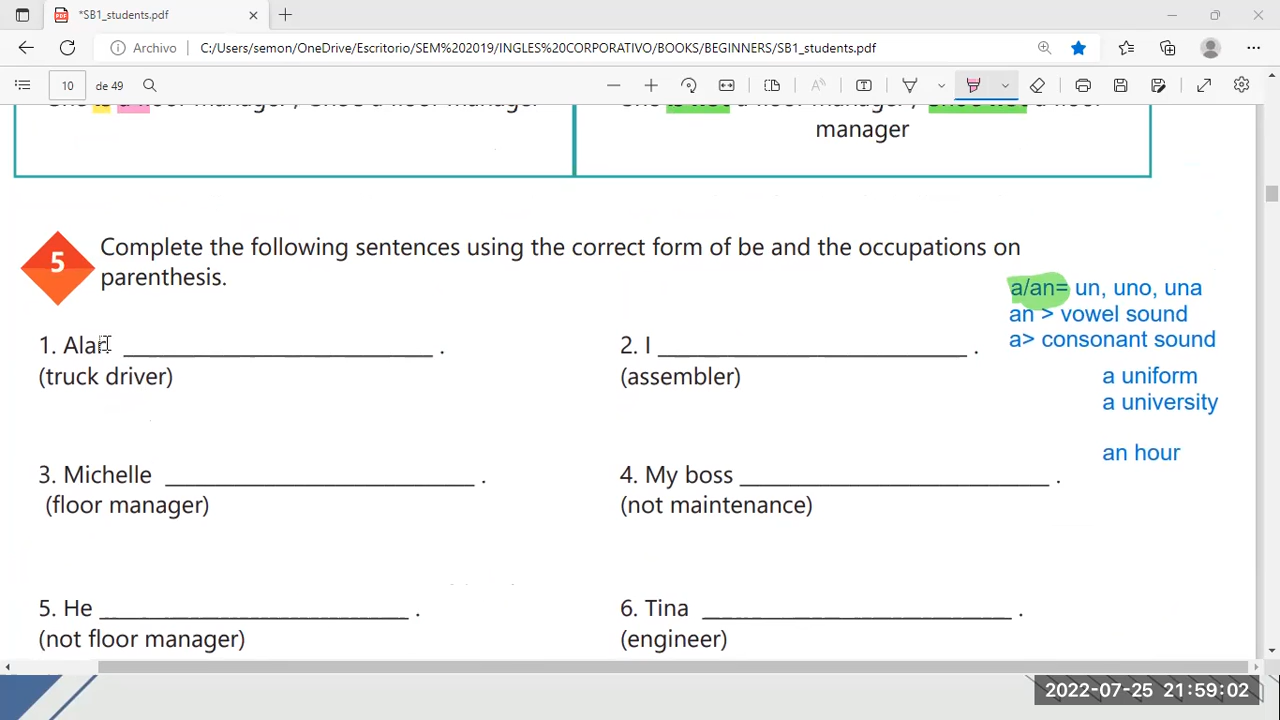 *SB1_students.pdf
Archivo
C:/Users/semon/OneDrive/Escritorio/SEM%202019/INGLES%20CORPORATIVO/BOOKS/BEGINNERS/SB1_students.pdf
10
de 49
manager
5
Complete the following sentences using the correct form of be and the occupations on
parenthesis.
a/an= un, uno, una
an > vowel sound
a> consonant sound
a uniform
a university
an hour
1. Alan ___________________________ .
(truck driver)
2. I ___________________________ .
(assembler)
3. Michelle ___________________________ .
(floor manager)
4. My boss ___________________________ .
(not maintenance)
5. He ___________________________ .
(not floor manager)
6. Tina ___________________________ .
(engineer)
2022-07-25 21:59:02